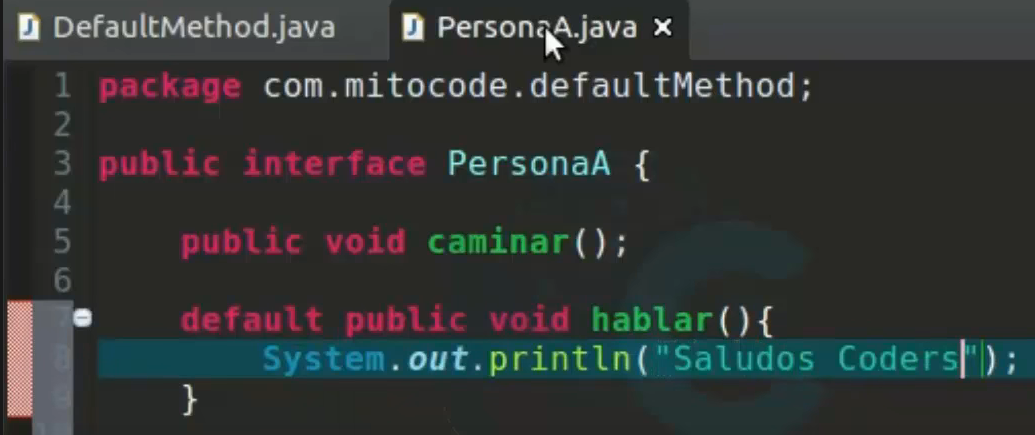 DefaultMethod.java PersonaA.java
1 package com.mitocode.defaultMethod;
2
3 public interface PersonaA {
4
5 public void caminar();
6
7 default public void hablar(){
8 System.out.println("Saludos Coders");
9 }